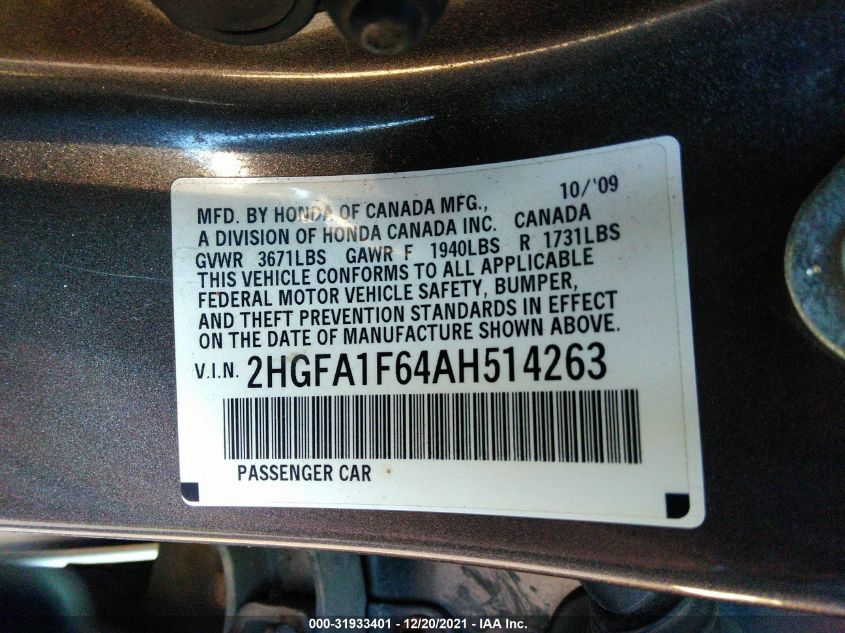 10/'09
MFD. BY HONDA OF CANADA MFG.,
A DIVISION OF HONDA CANADA INC. CANADA
GVWR 3671LBS GAWR F 1940LBS R 1731LBS
THIS VEHICLE CONFORMS TO ALL APPLICABLE
FEDERAL MOTOR VEHICLE SAFETY, BUMPER,
AND THEFT PREVENTION STANDARDS IN EFFECT
ON THE DATE OF MANUFACTURE SHOWN ABOVE.
V.I.N. 2HGFA1F64AH514263
PASSENGER CAR
000-31933401 - 12/20/2021 - IAA Inc.